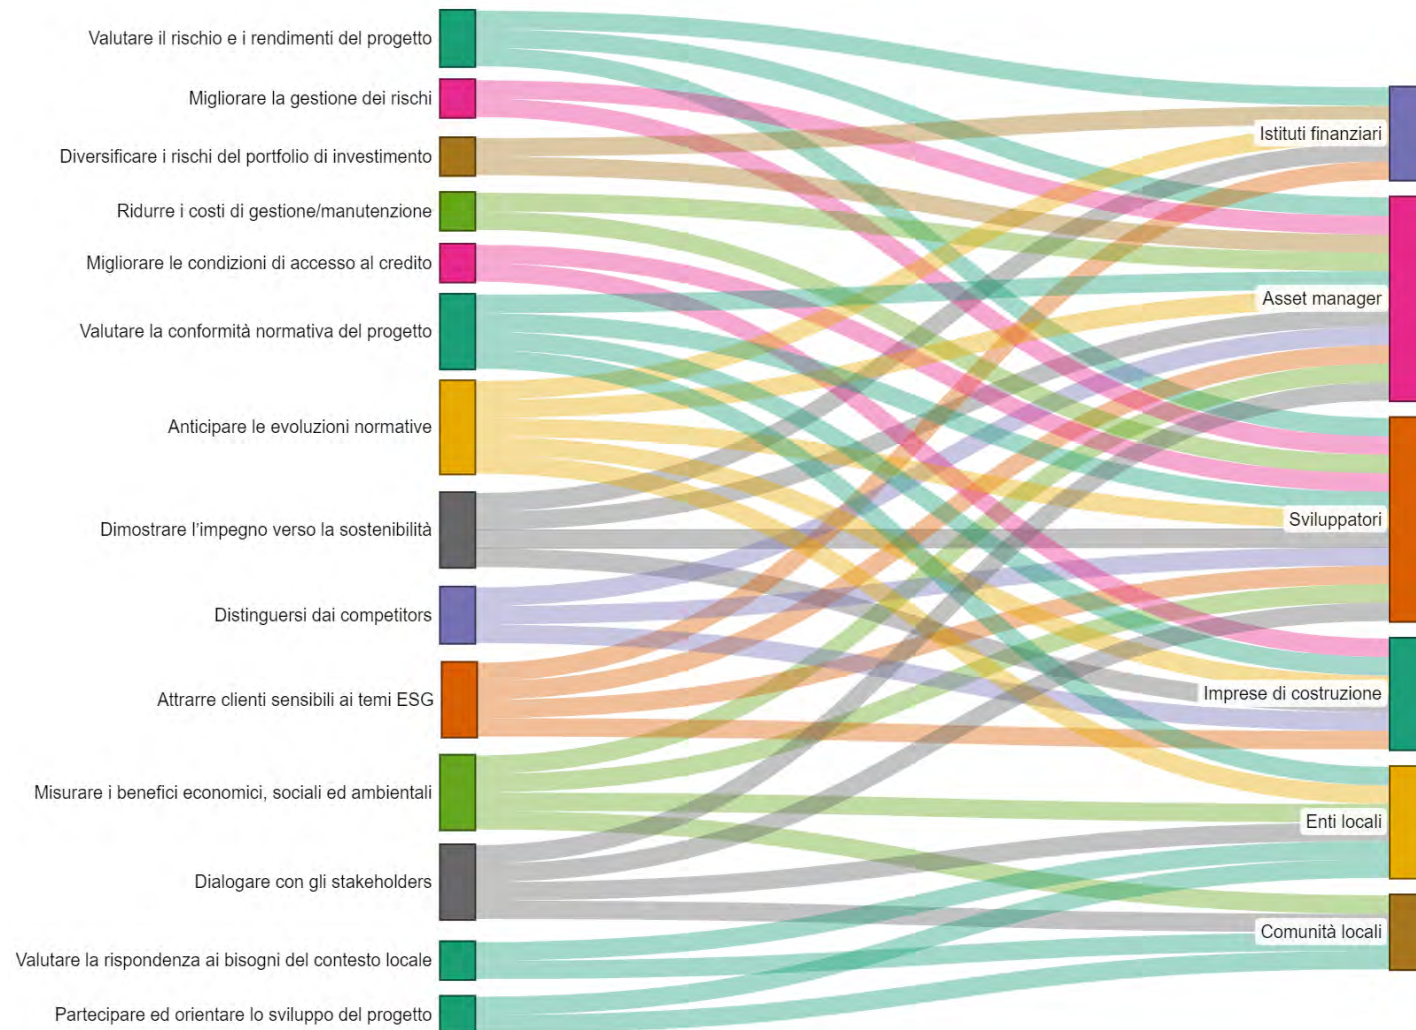 Valutare il rischio e i rendimenti del progetto
Migliorare la gestione dei rischi
Diversificare i rischi del portfolio di investimento
Ridurre i costi di gestione/manutenzione
Migliorare le condizioni di accesso al credito
Valutare la conformità normativa del progetto
Anticipare le evoluzioni normative
Dimostrare l'impegno verso la sostenibilità
Distinguersi dai competitors
Attrarre clienti sensibili ai temi ESG
Misurare i benefici economici, sociali ed ambientali
Dialogare con gli stakeholders
Valutare la rispondenza ai bisogni del contesto locale
Partecipare ed orientare lo sviluppo del progetto
Istituti finanziari
Asset manager
Sviluppatori
Imprese di costruzione
Enti locali
Comunità locali